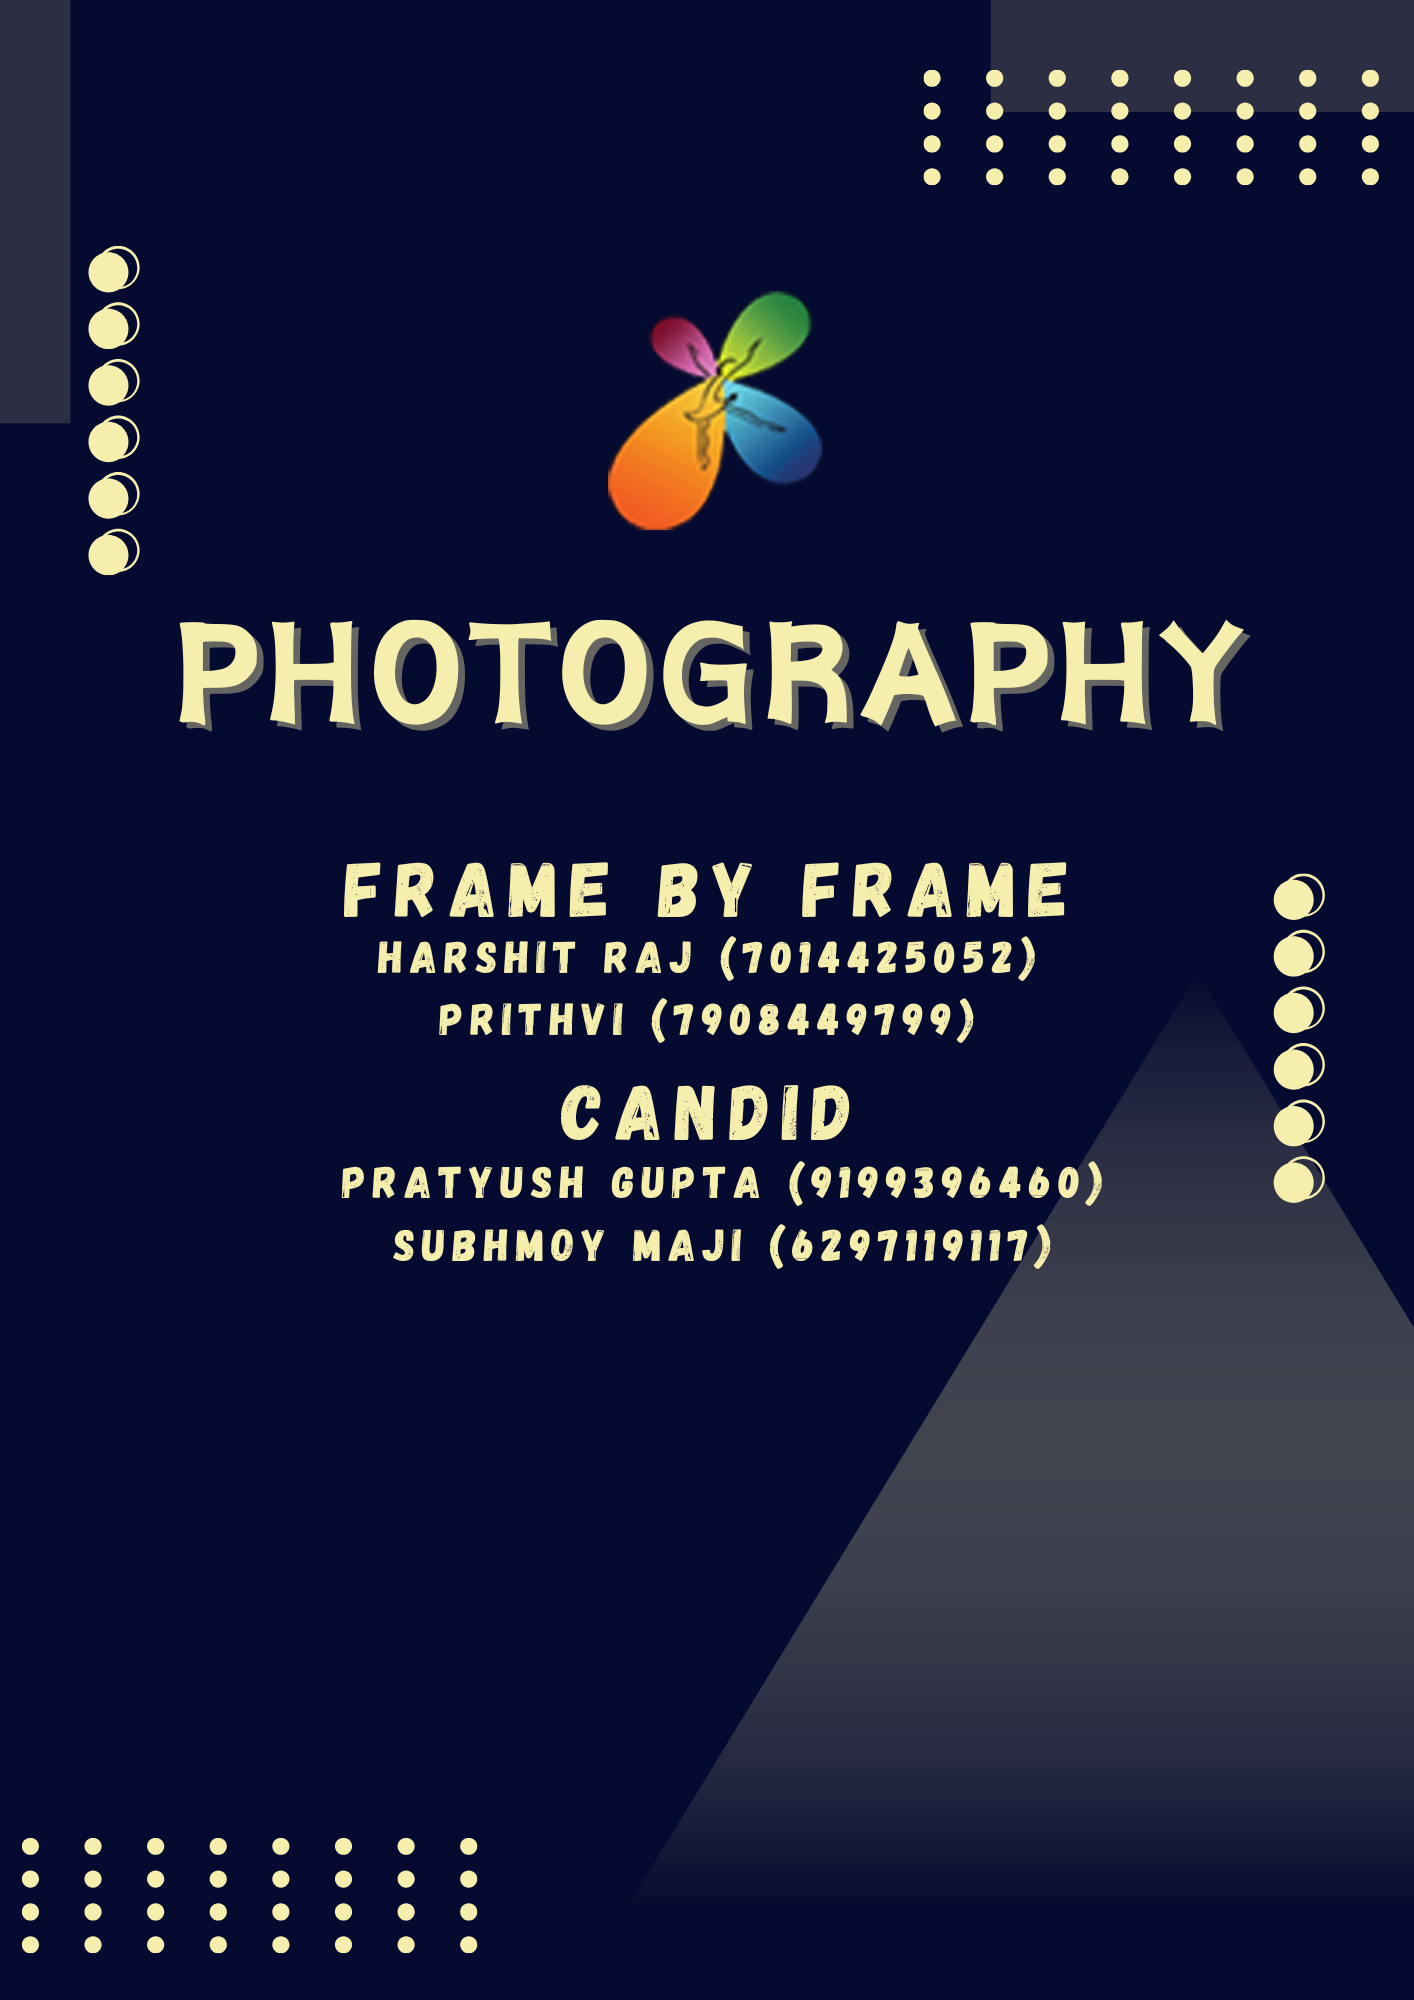 PHOTOGRAPHY
FRAME BY FRAME
HARSHIT RAJ (7014425052)
PRITHVI (7908449799)
CANDID
PRATYUSH GUPTA (9199396460)
SUBHMOY MAJI (6297119117)